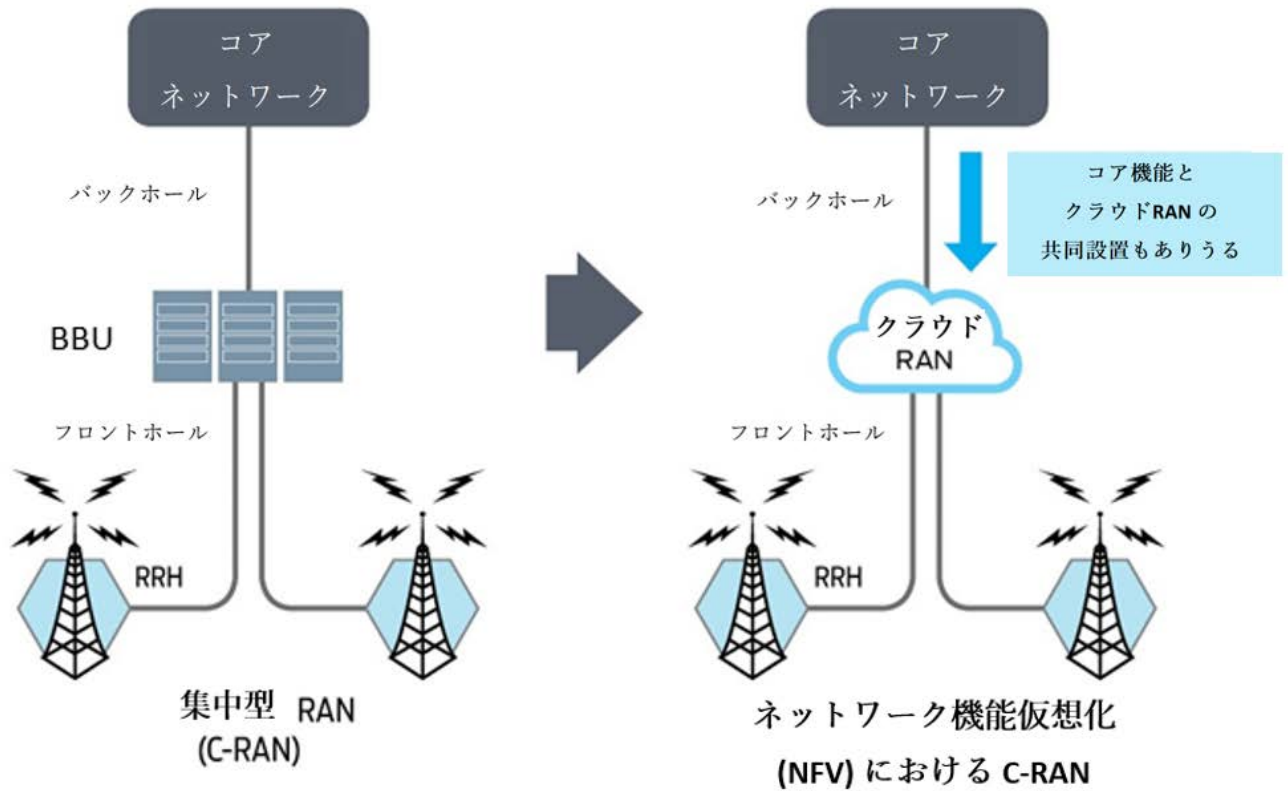 コア
ネットワーク
バックホール
BBU
フロントホール
RRH
集中型 RAN
(C-RAN)
コア
ネットワーク
バックホール
コア機能と
クラウドRAN の
共同設置もありうる
クラウド
RAN
フロントホール
RRH
ネットワーク機能仮想化
(NFV) における C-RAN